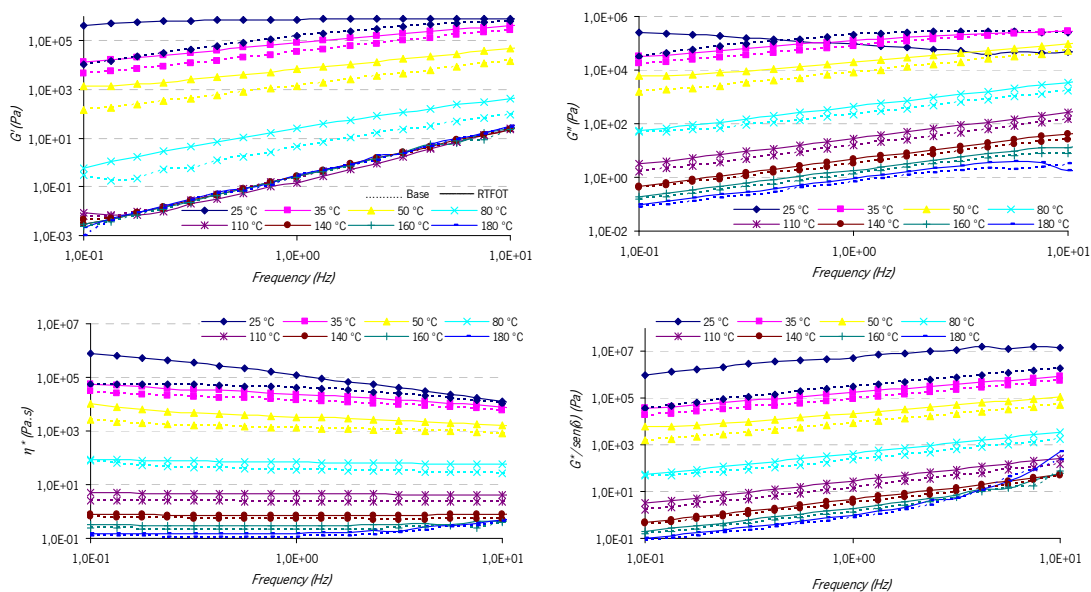 G' (Pa)
1,0E+05
1,0E+03
1,0E+01
1,0E-01
1,0E-03
Base RTFOT
25 °C 35 °C 50 °C 80 °C
110 °C 140 °C 160 °C 180 °C
1,0E-01 1,0E+00 1,0E+01
Frequency (Hz)
G'' (Pa)
1,0E+06
1,0E+04
1,0E+02
1,0E+00
1,0E-02
25 °C 35 °C 50 °C 80 °C
110 °C 140 °C 160 °C 180 °C
1,0E-01 1,0E+00 1,0E+01
Frequency (Hz)
η* (Pa.s)
25 °C 35 °C 50 °C 80 °C
110 °C 140 °C 160 °C 180 °C
1,0E+07
1,0E+05
1,0E+03
1,0E+01
1,0E-01
1,0E-01 1,0E+00 1,0E+01
Frequency (Hz)
G*/sen(δ) (Pa)
25 °C 35 °C 50 °C 80 °C
110 °C 140 °C 160 °C 180 °C
1,0E+07
1,0E+05
1,0E+03
1,0E+01
1,0E-01
1,0E-01 1,0E+00 1,0E+01
Frequency (Hz)